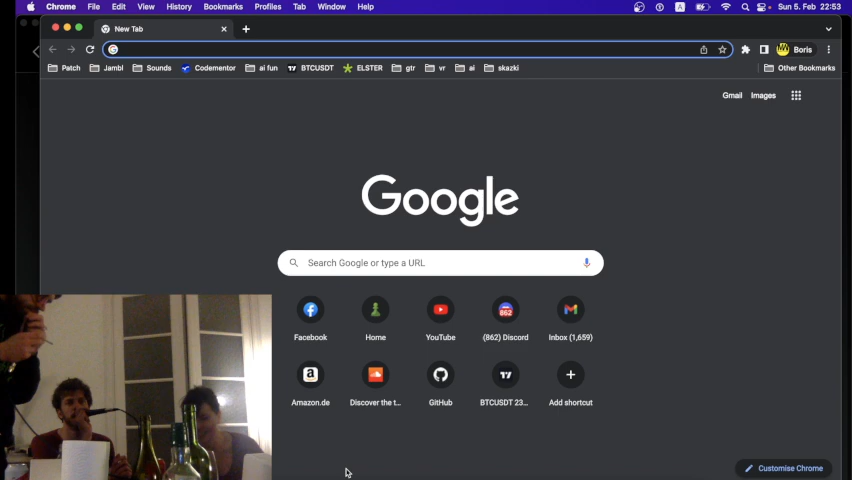 Chrome File Edit View History Bookmarks Profiles Tab Window Help A Sun 5. Feb 22:53
New Tab
Boris
Patch Jambl Sounds Codementor ai fun BTCUSDT ELSTER gtr vr ai skazki Other Bookmarks
Gmail Images
Google
Search Google or type a URL
862
Facebook Home YouTube (862) Discord Inbox (1,659)
Amazon.de Discover the t... GitHub BTCUSDT 23... Add shortcut
Customise Chrome